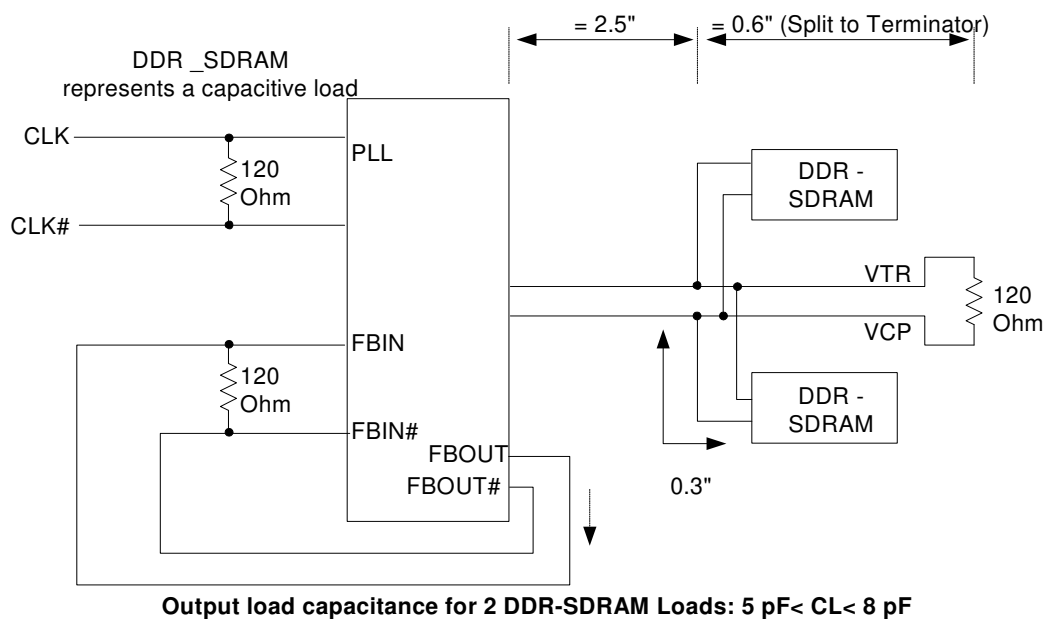 = 2.5"
= 0.6" (Split to Terminator)
DDR _SDRAM
represents a capacitive load
CLK
PLL
120
Ohm
CLK#
DDR -
SDRAM
VTR
120
Ohm
VCP
FBIN
120
Ohm
FBIN#
DDR -
SDRAM
FBOUT
FBOUT#
0.3"
Output load capacitance for 2 DDR-SDRAM Loads: 5 pF< CL< 8 pF